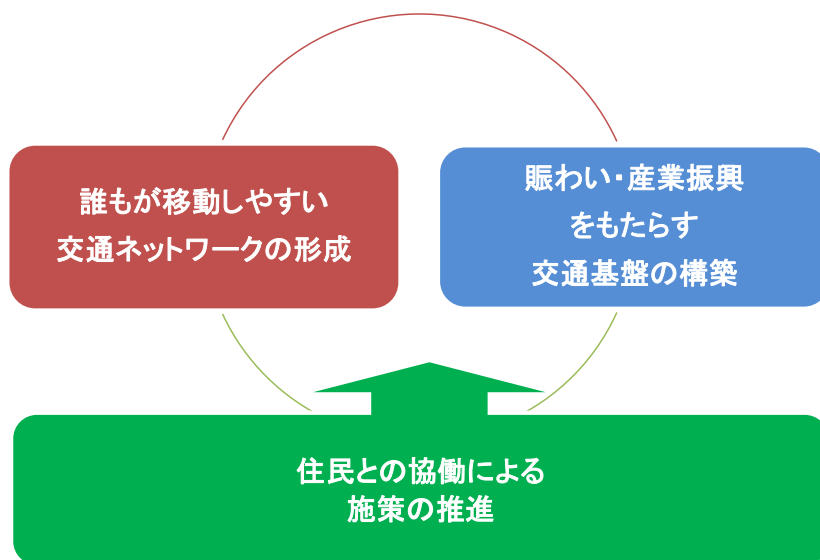 誰もが移動しやすい
交通ネットワークの形成
賑わい・産業振興
をもたらす
交通基盤の構築
住民との協働による
施策の推進